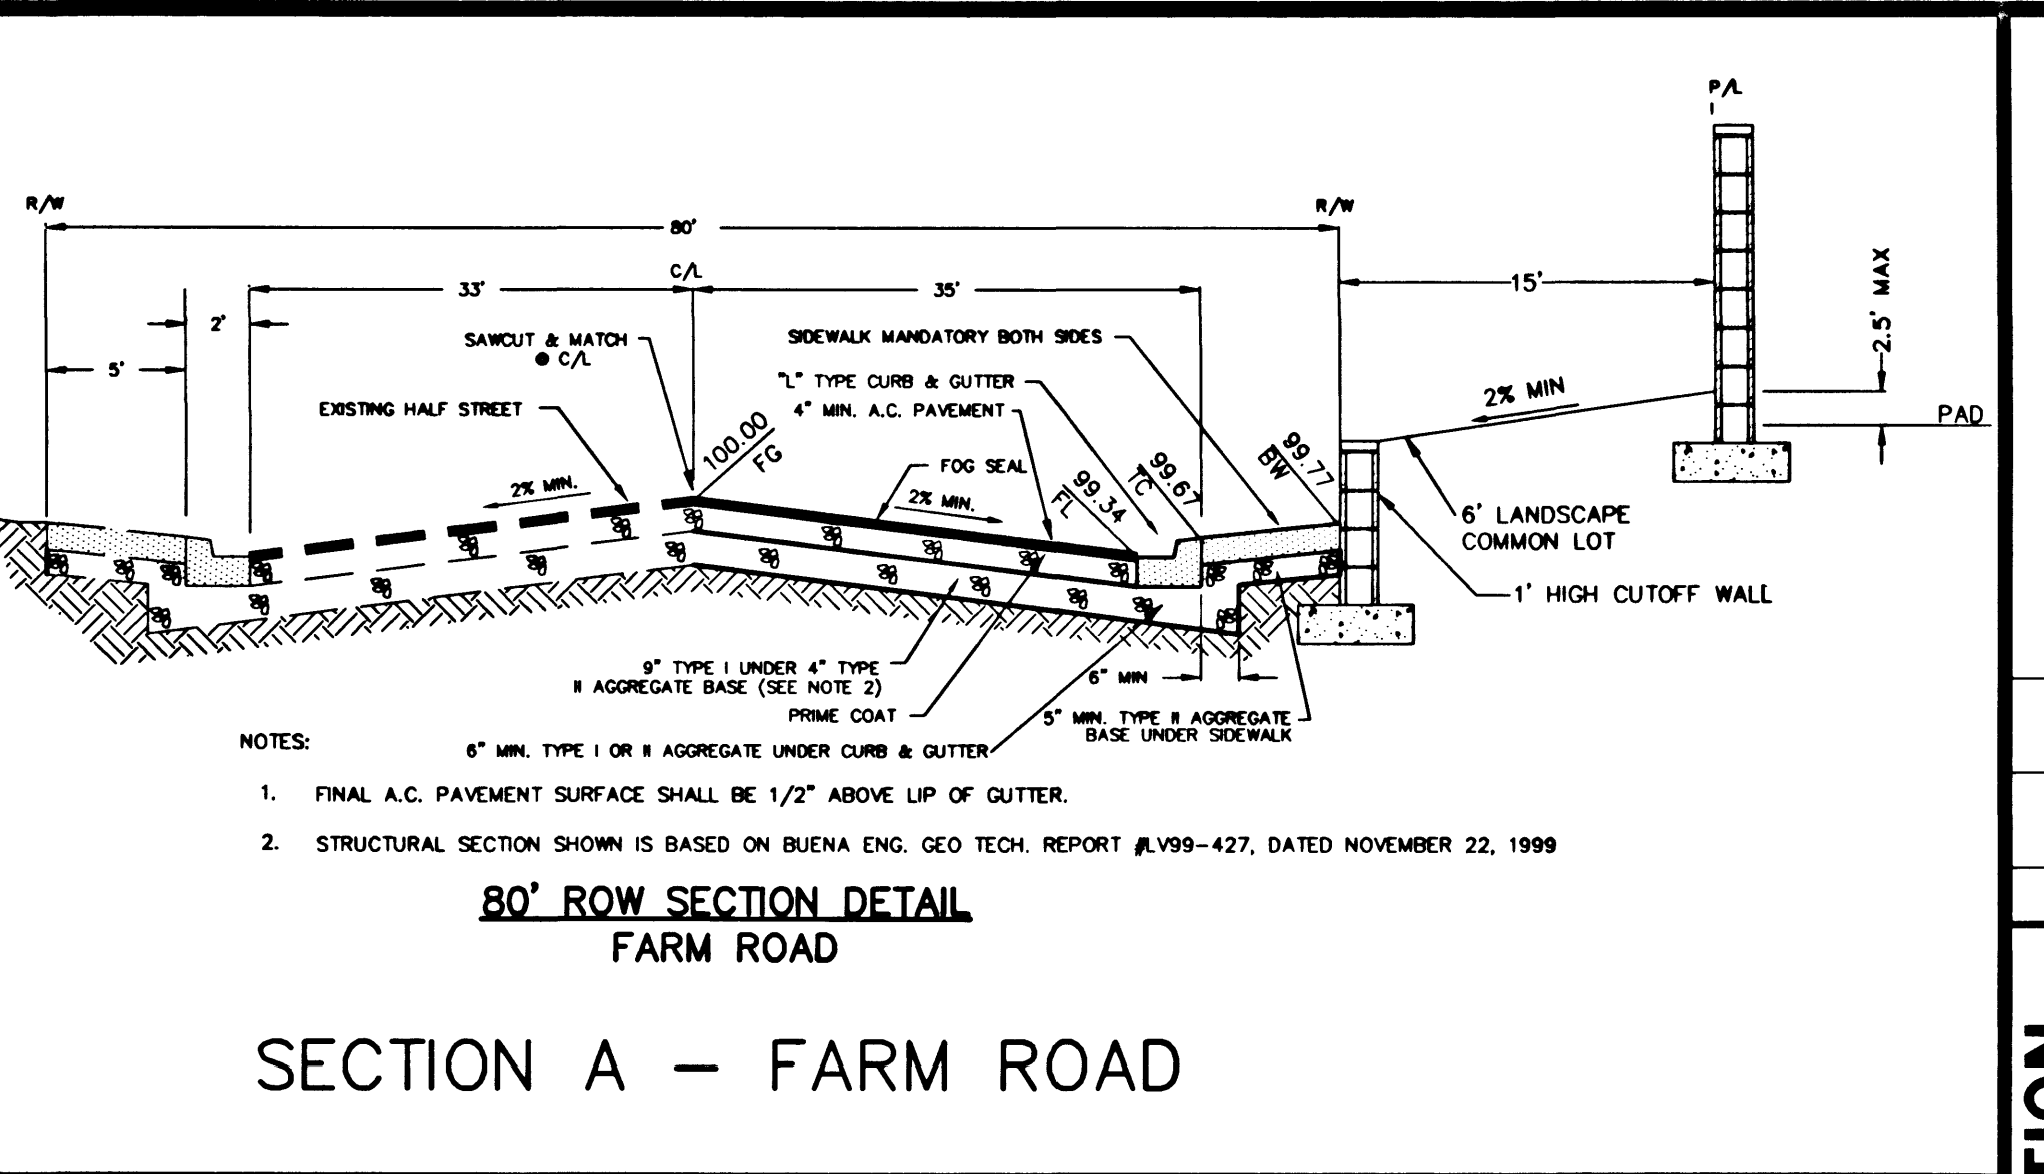 P/L
R/W
R/W
80'
C/L
33'
35'
15'
2.5' MAX
2'
5'
SAWCUT & MATCH
● C/L
SIDEWALK MANDATORY BOTH SIDES
"L" TYPE CURB & GUTTER
4" MIN. A.C. PAVEMENT
EXISTING HALF STREET
2% MIN
PAD
100.00
FG
FOG SEAL
99.34
FL
99.67
TC
99.77
BW
2% MIN.
2% MIN.
6' LANDSCAPE
COMMON LOT
1' HIGH CUTOFF WALL
9" TYPE I UNDER 4" TYPE
II AGGREGATE BASE (SEE NOTE 2)
PRIME COAT
6" MIN
5" MIN. TYPE II AGGREGATE
BASE UNDER SIDEWALK
6" MIN. TYPE I OR II AGGREGATE UNDER CURB & GUTTER
NOTES:
1. FINAL A.C. PAVEMENT SURFACE SHALL BE 1/2" ABOVE LIP OF GUTTER.
2. STRUCTURAL SECTION SHOWN IS BASED ON BUENA ENG. GEO TECH. REPORT #LV99-427, DATED NOVEMBER 22, 1999
80' ROW SECTION DETAIL
FARM ROAD
SECTION A - FARM ROAD